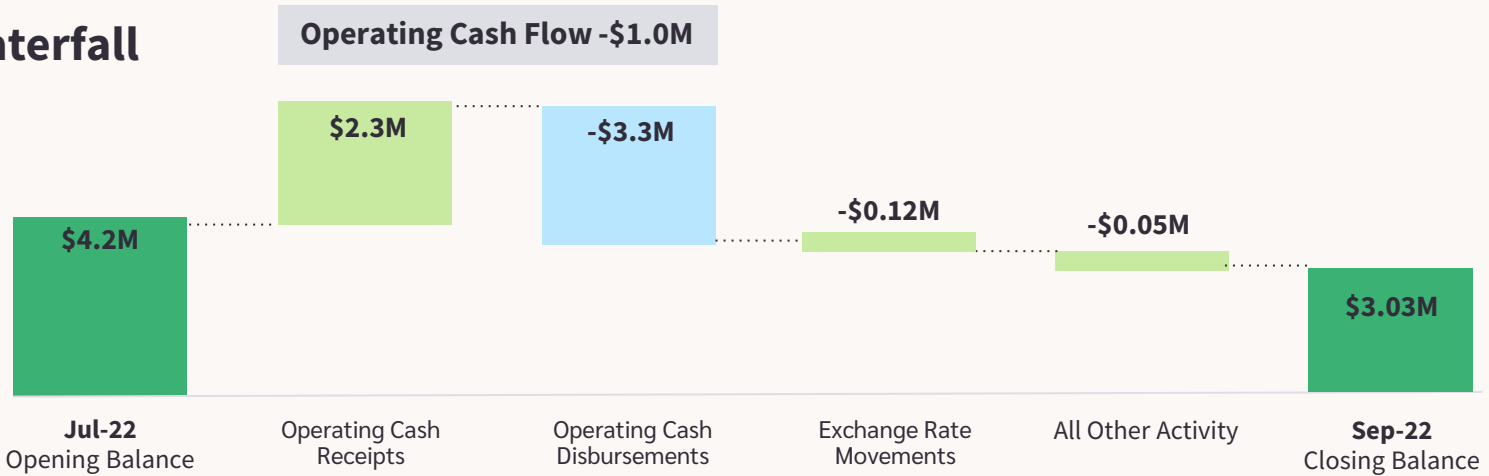 aterfall
Operating Cash Flow -$1.0M
$4.2M
$2.3M
-$3.3M
-$0.12M
-$0.05M
$3.03M
Jul-22
Opening Balance
Operating Cash
Receipts
Operating Cash
Disbursements
Exchange Rate
Movements
All Other Activity
Sep-22
Closing Balance